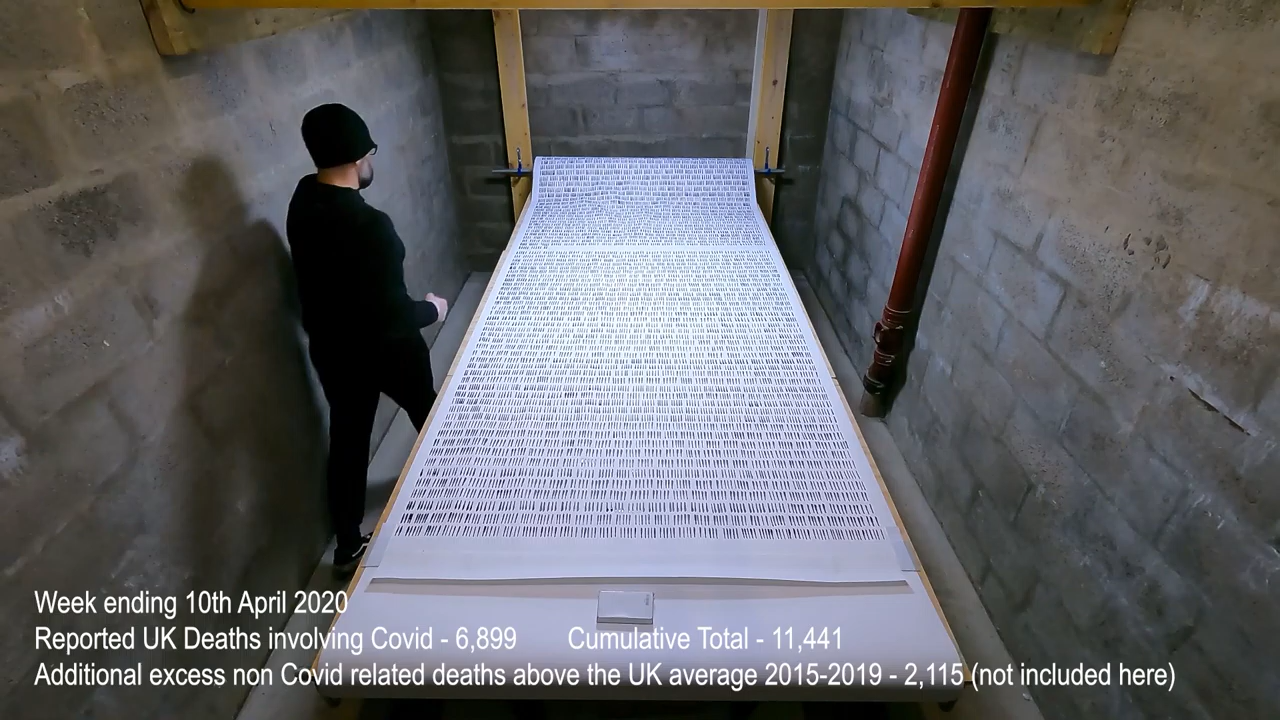 Week ending 10th April 2020
Reported UK Deaths involving Covid - 6,899 Cumulative Total - 11,441
Additional excess non Covid related deaths above the UK average 2015-2019 - 2,115 (not included here)